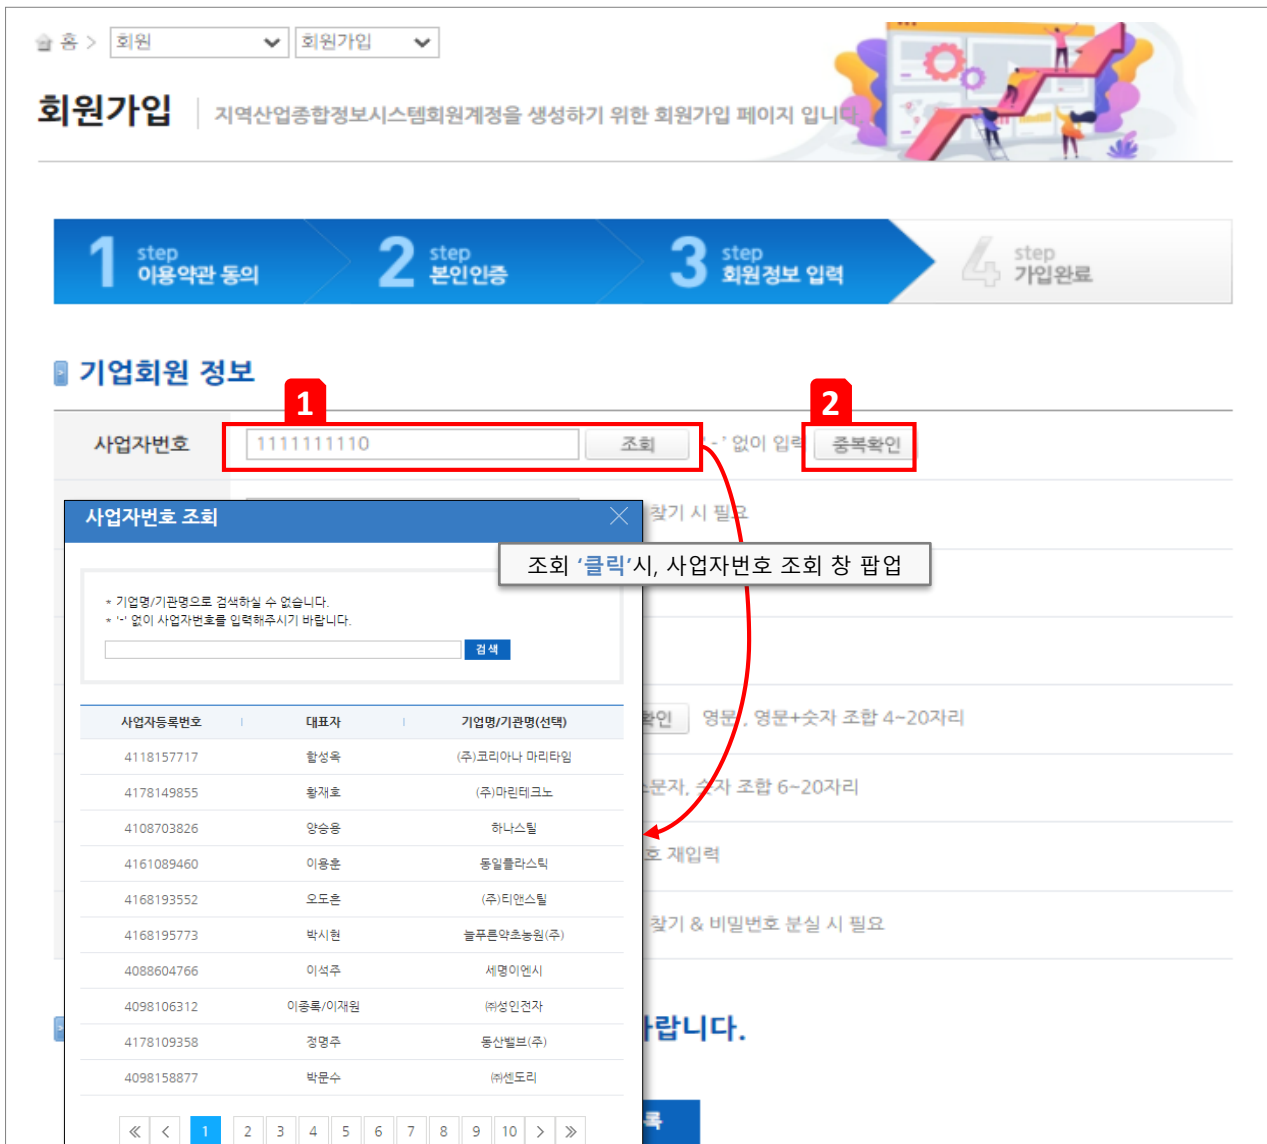 홈 > 회원 회원가입
회원가입 지역산업종합정보시스템회원계정을 생성하기 위한 회원가입 페이지 입니다
1 step 이용약관 동의 2 step 본인인증 3 step 회원정보 입력 4 step 가입완료
기업회원 정보
1 2
사업자번호 1111111110 조회 '-' 없이 입력 중복확인
사업자번호 조회
찾기 시 필요
조회 '클릭'시, 사업자번호 조회 창 팝업
* 기업명/기관명으로 검색하실 수 없습니다.
* '-' 없이 사업자번호를 입력해주시기 바랍니다.
검색
확인 영문, 영문+숫자 조합 4~20자리
사업자등록번호 대표자 기업명/기관명(선택)
4118157717 함성옥 (주)코리아나 마리타임
소문자, 숫자 조합 6~20자리
4178149855 황재호 (주)마린테크노
4108703826 양승용 하나스틸
호 재입력
4161089460 이용훈 동일플라스틱
4168193552 오도흔 (주)티앤스틸
찾기 & 비밀번호 분실 시 필요
4168195773 박시현 늘푸른약초농원(주)
4088604766 이석주 세명이엔시
4098106312 이종록/이재원 ㈜성인전자
바랍니다.
4178109358 정명주 동산밸브(주)
4098158877 박문수 ㈜센도리
« < 1 2 3 4 5 6 7 8 9 10 > »
록